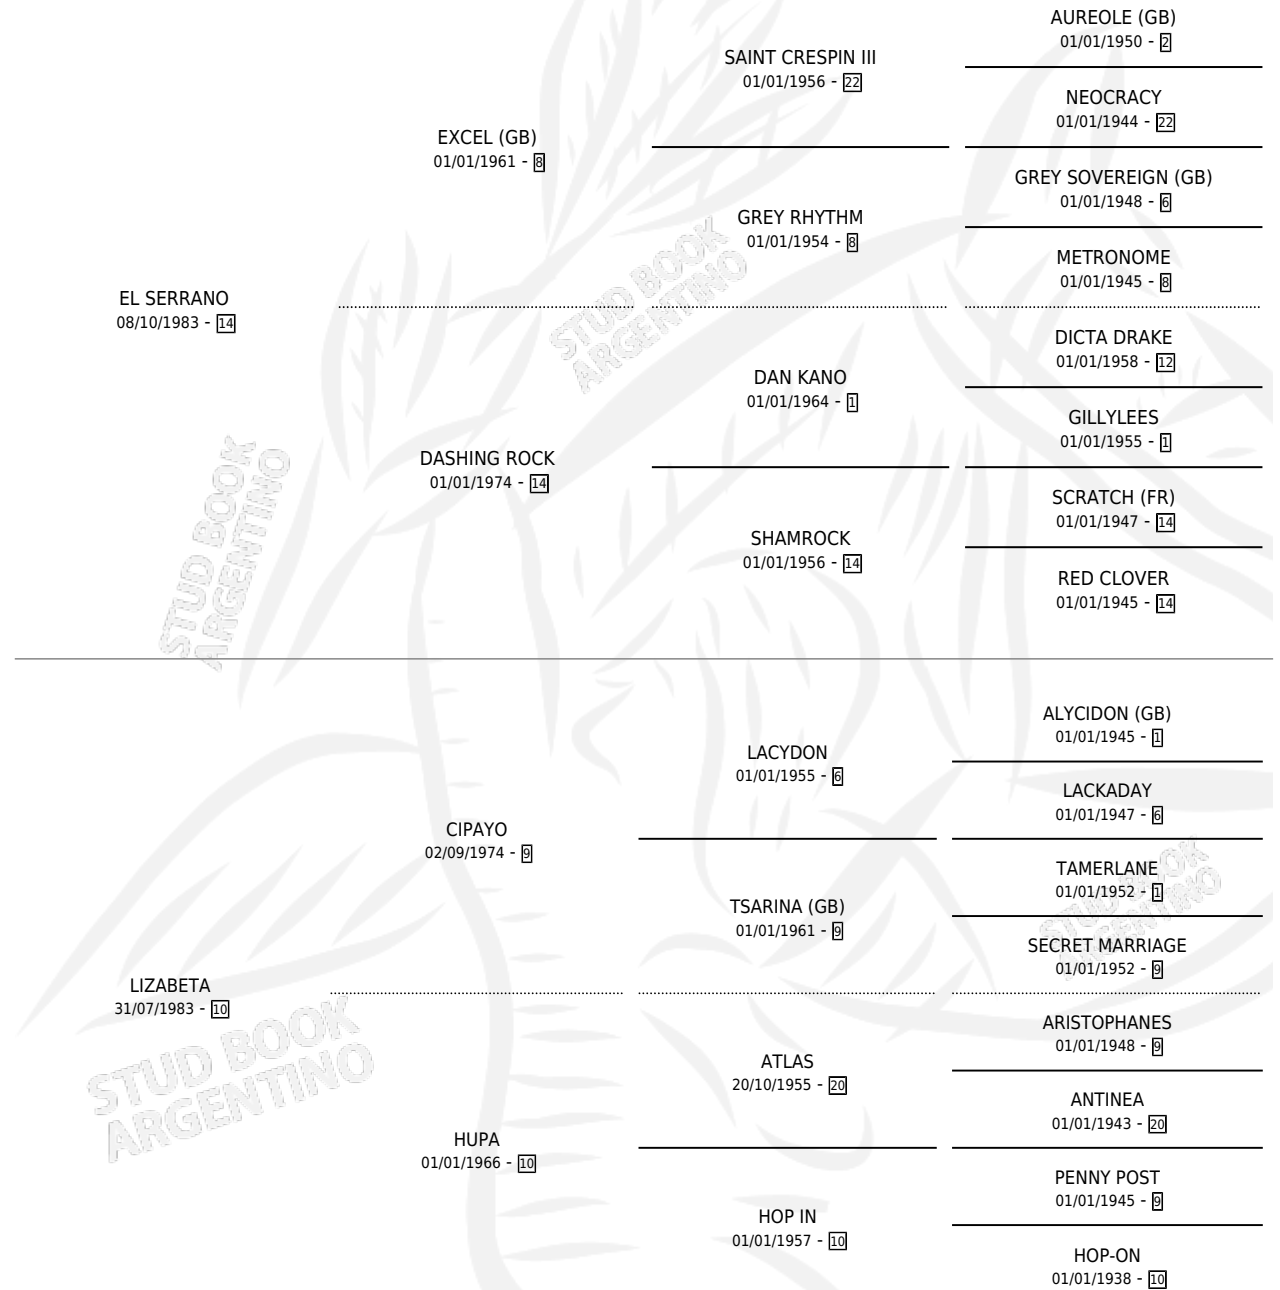 AUREOLE (GB)
01/01/1950 - 2
SAINT CRESPIN III
01/01/1956 - 22
NEOCRACY
01/01/1944 - 22
EXCEL (GB)
01/01/1961 - 8
GREY SOVEREIGN (GB)
01/01/1948 - 6
GREY RHYTHM
01/01/1954 - 8
METRONOME
01/01/1945 - 8
EL SERRANO
08/10/1983 - 14
DICTA DRAKE
01/01/1958 - 12
DAN KANO
01/01/1964 - 1
GILLYLEES
01/01/1955 - 1
DASHING ROCK
01/01/1974 - 14
SCRATCH (FR)
01/01/1947 - 14
SHAMROCK
01/01/1956 - 14
RED CLOVER
01/01/1945 - 14
ALYCIDON (GB)
01/01/1945 - 1
LACYDON
01/01/1955 - 6
LACKADAY
01/01/1947 - 6
CIPAYO
02/09/1974 - 9
TAMERLANE
01/01/1952 - 1
TSARINA (GB)
01/01/1961 - 9
SECRET MARRIAGE
01/01/1952 - 9
LIZABETA
31/07/1983 - 10
ARISTOPHANES
01/01/1948 - 9
ATLAS
20/10/1955 - 20
ANTINEA
01/01/1943 - 20
HUPA
01/01/1966 - 10
PENNY POST
01/01/1945 - 9
HOP IN
01/01/1957 - 10
HOP-ON
01/01/1938 - 10
STUD BOOK
ARGENTINO
STUD BOOK
ARGENTINO
STUD BOOK
ARGENTINO
STUD BOOK
ARGENTINO